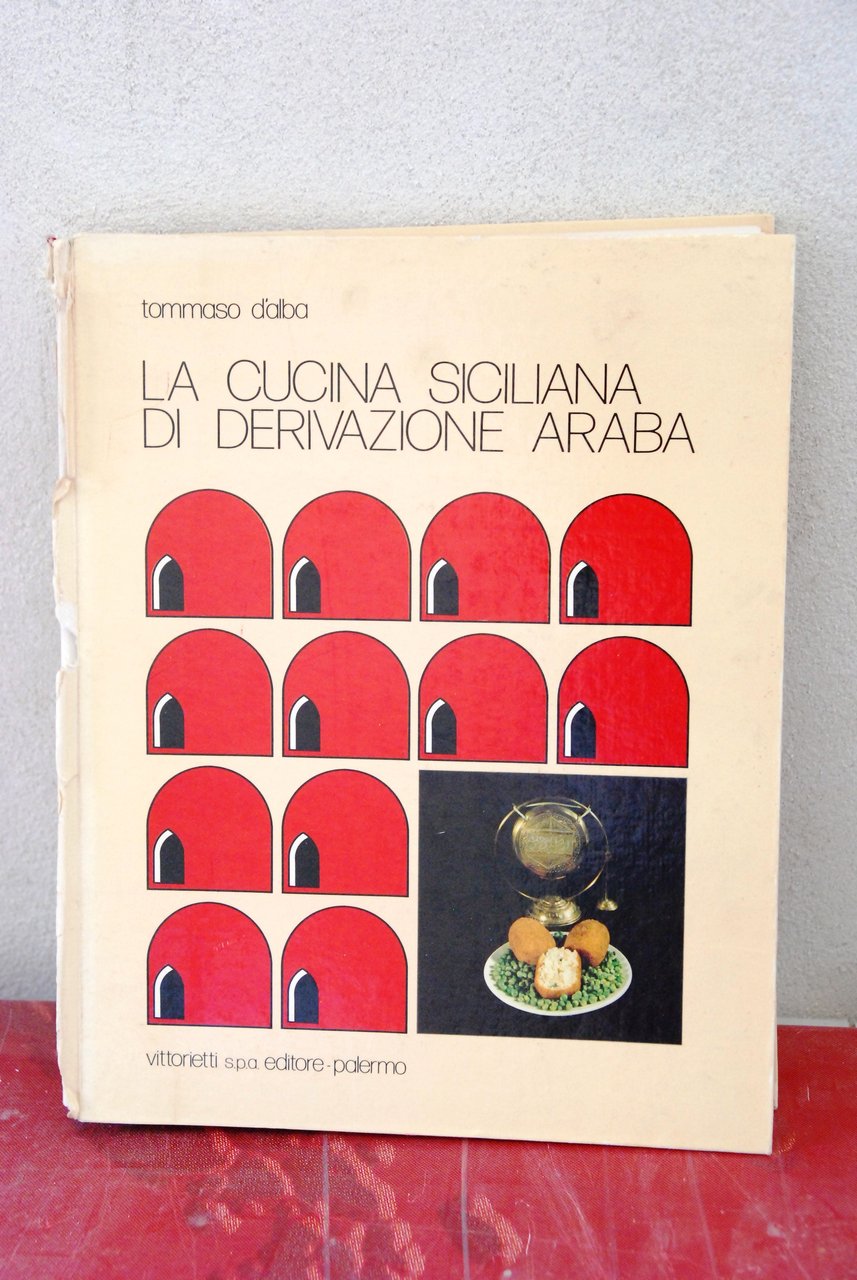 tommaso d'alba
LA CUCINA SICILIANA
DI DERIVAZIONE ARABA
vittorietti s.p.a. editore - palermo